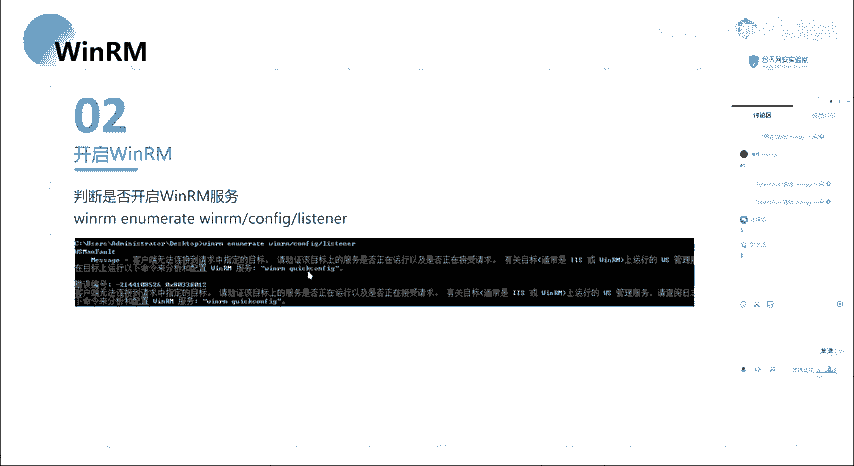 WinRM
02
开启WinRM
判断是否开启WinRM服务
winrm enumerate winrm/config/listener
C:\Users\Administrator\Desktop>winrm enumerate winrm/config/listener
WSManFault
Message = 客户端无法连接到请求中指定的目标。 请验证该目标上的服务是否正在运行以及是否正在接受请求。 有关目标(通常是 IIS 或 WinRM)上运行的 WS 管理
在目标上运行以下命令来分析和配置 WinRM 服务: "winrm quickconfig"。
错误编号: -2144108526 0x80338012
客户端无法连接到请求中指定的目标。 请验证该目标上的服务是否正在运行以及是否正在接受请求。 有关目标(通常是 IIS 或 WinRM)上运行的 WS 管理服务，请查阅日志
下命令来分析和配置 WinRM 服务: "winrm quickconfig"。
讨论区